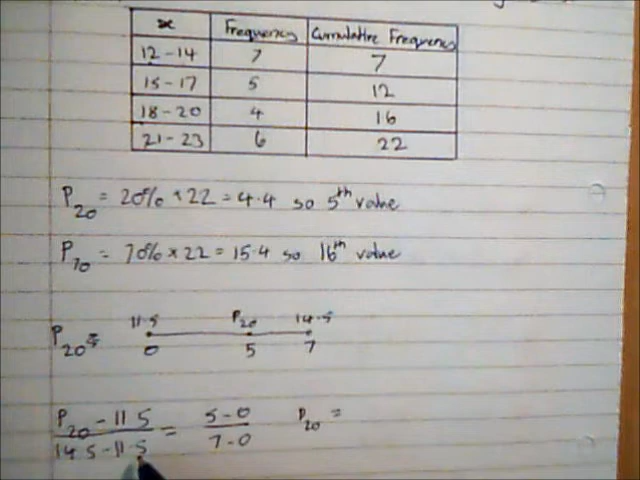 x Frequency Cumulative Frequency
12-14 7 7
15-17 5 12
18-20 4 16
21-23 6 22
P20 = 20% × 22 = 4.4 so 5th value
P70 = 70% × 22 = 15.4 so 16th value
11.5 P20 14.5
P20 =
0 5 7
P20 - 11.5 = 5-0 P20 =
14.5 - 11.5 7-0